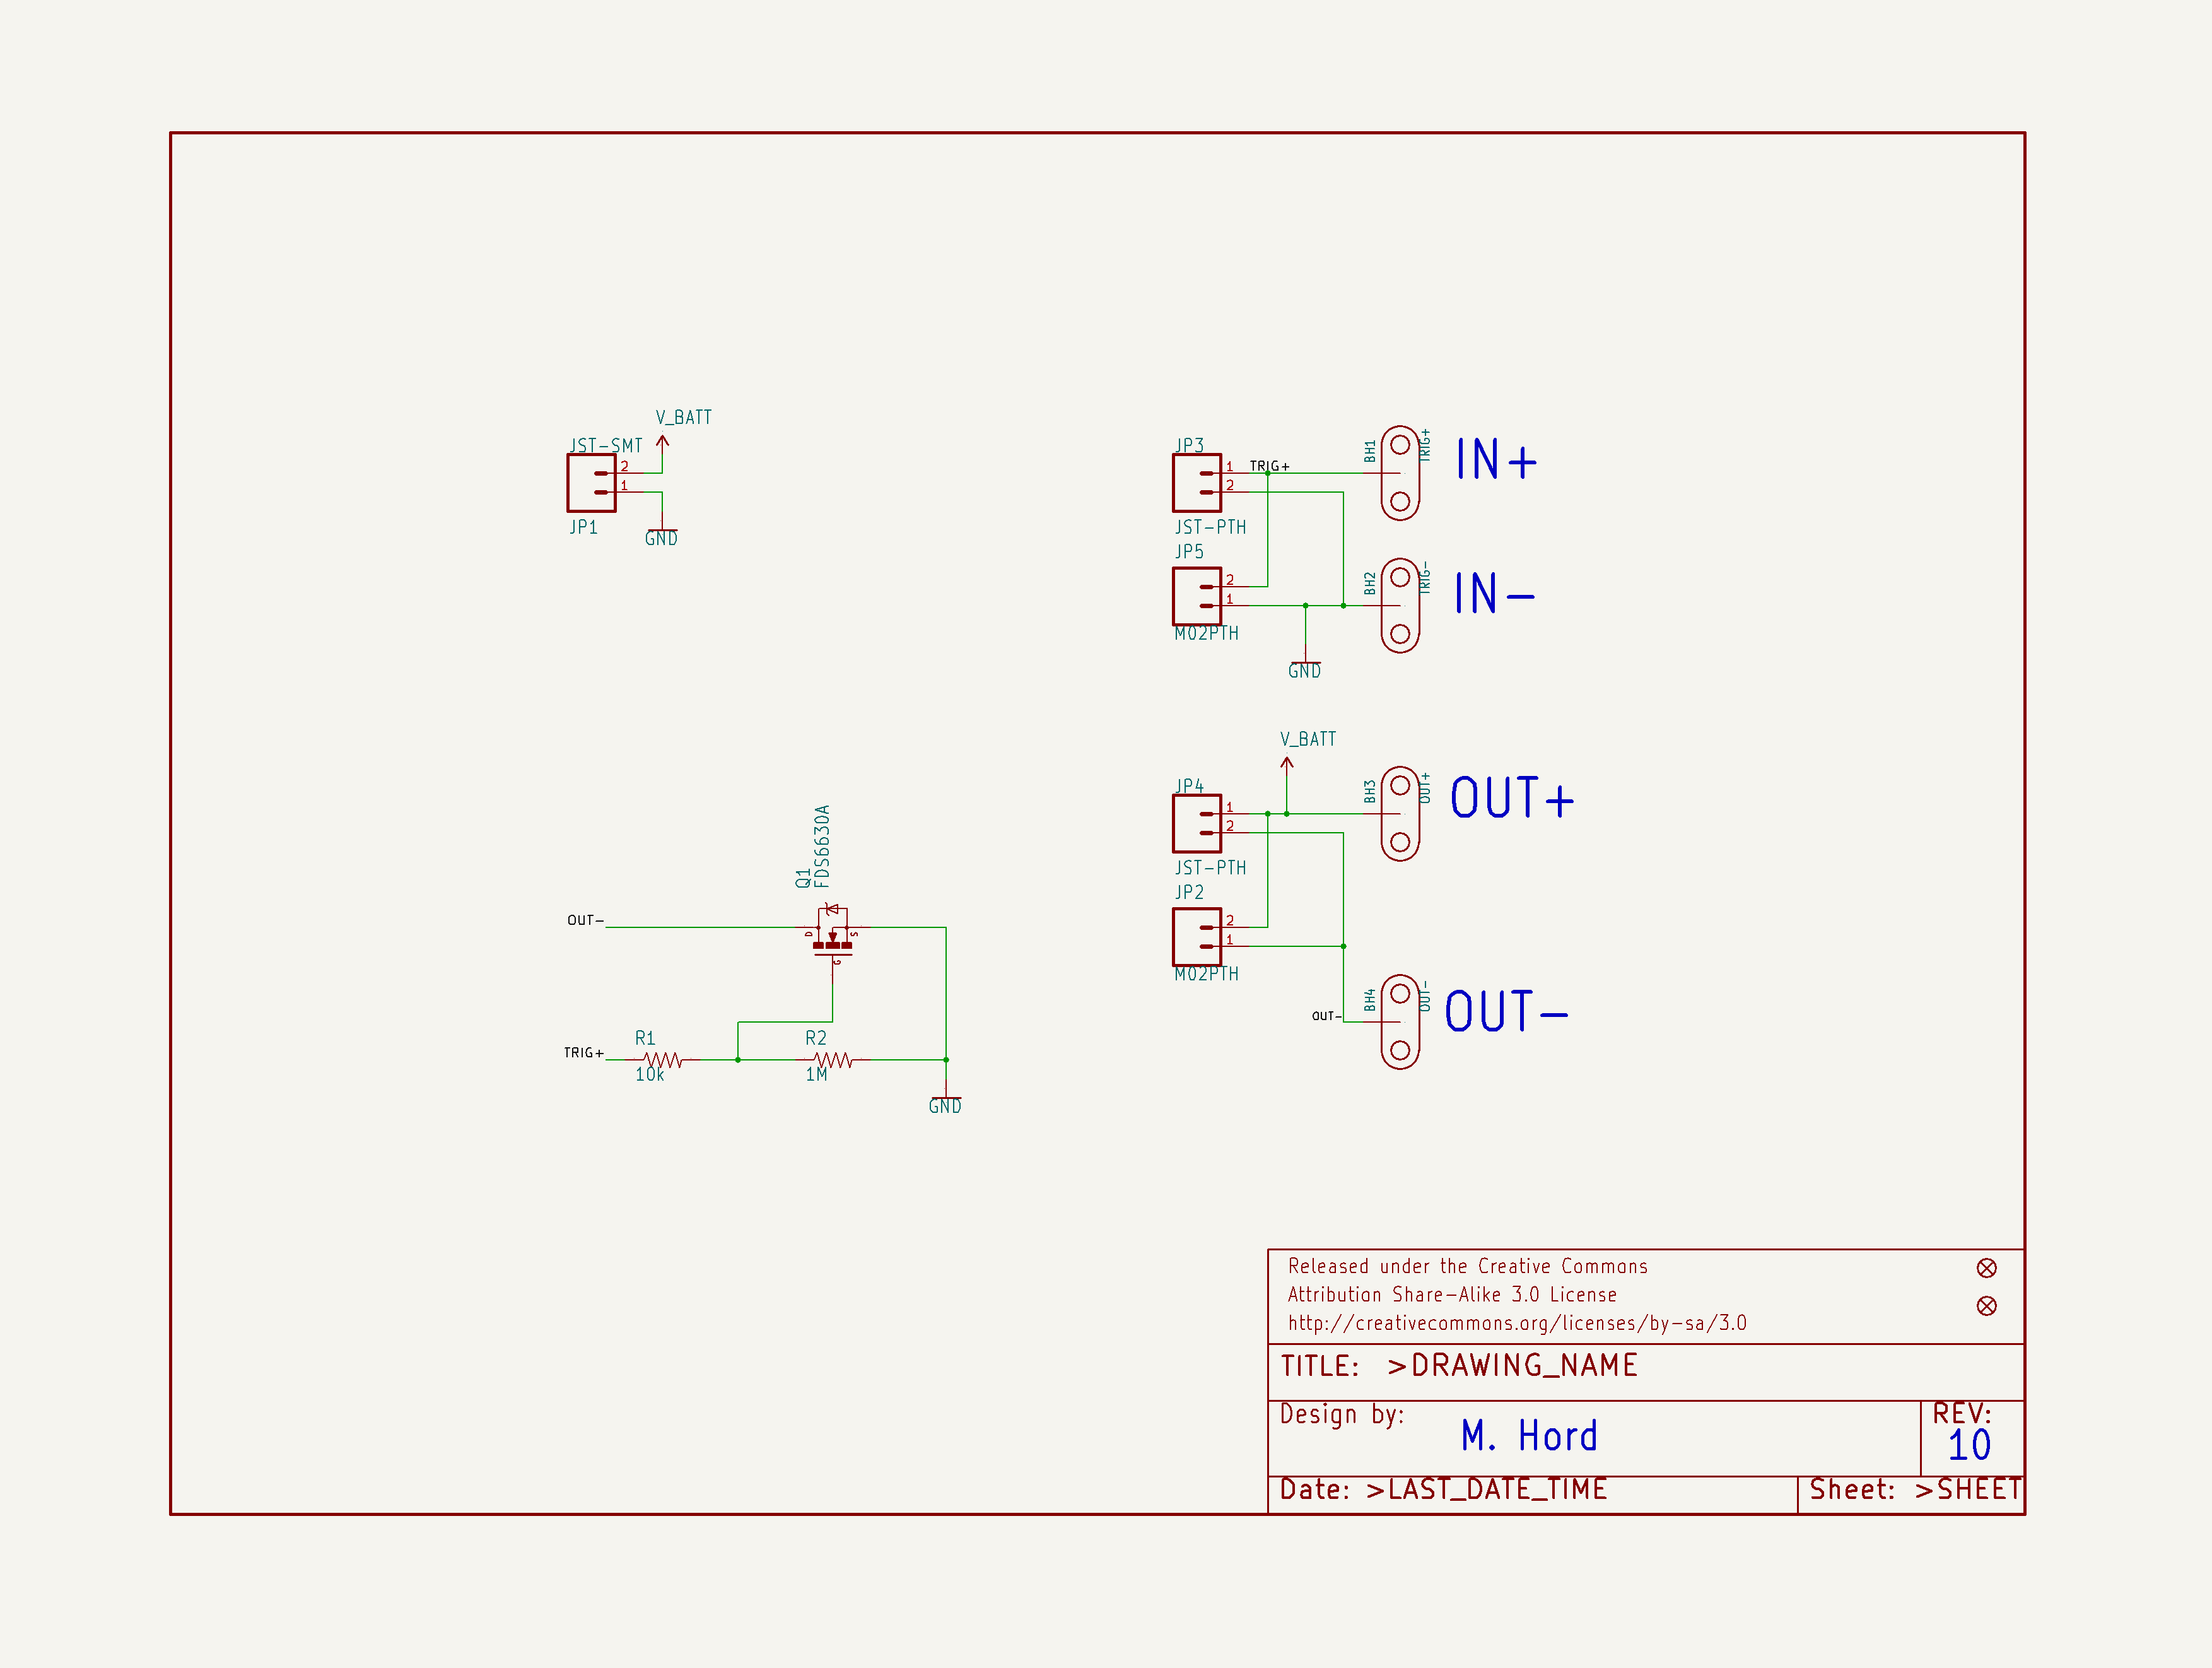 V_BATT
JST-SMT
2
1
JP1
GND
JP3
1
TRIG+
2
JST-PTH
BH1
TRIG+
IN+
JP5
2
1
M02PTH
BH2
TRIG-
IN-
GND
V_BATT
JP4
1
2
JST-PTH
BH3
OUT+
OUT+
JP2
2
1
M02PTH
OUT-
BH4
OUT-
OUT-
Q1
FDS6630A
OUT-
D
S
G
TRIG+
R1
10k
R2
1M
GND
Released under the Creative Commons
Attribution Share-Alike 3.0 License
http://creativecommons.org/licenses/by-sa/3.0
TITLE: >DRAWING_NAME
Design by: M. Hord
REV:
10
Date: >LAST_DATE_TIME
Sheet: >SHEET